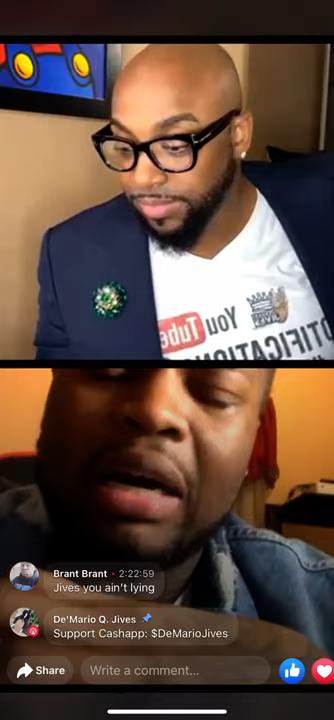 You
Tube
NOTIFICATION
Brant Brant • 2:22:59
Jives you ain't lying
De'Mario Q. Jives
Support Cashapp: $DeMarioJives
Share
Write a comment...